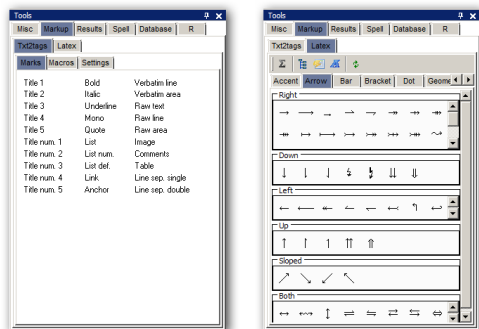 Tools
Misc Markup Results Spell Database R
Txt2tags Latex
Marks Macros Settings
Title 1 Bold Verbatim line
Title 2 Italic Verbatim area
Title 3 Underline Raw text
Title 4 Mono Raw line
Title 5 Quote Raw area
Title num. 1 List Image
Title num. 2 List num. Comments
Title num. 3 List def. Table
Title num. 4 Link Line sep. single
Title num. 5 Anchor Line sep. double
Tools
Misc Markup Results Spell Database R
Txt2tags Latex
Σ
Accent Arrow Bar Bracket Dot Geome
Right
Down
Left
Up
Sloped
Both